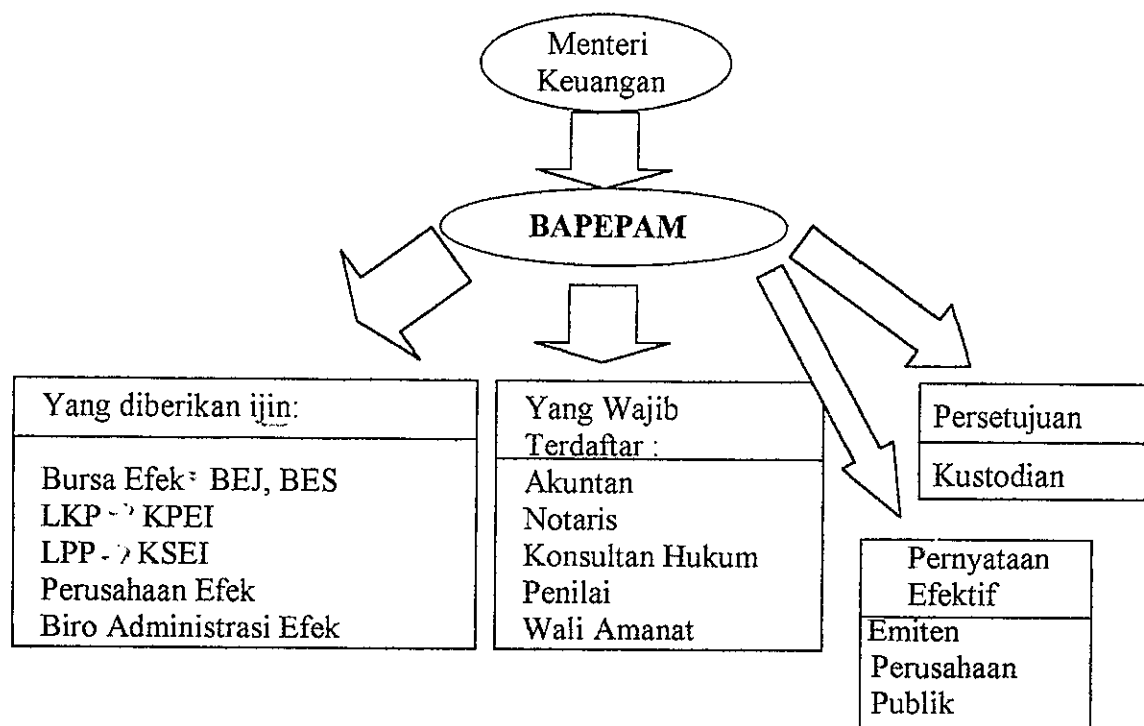 Menteri
Keuangan
BAPEPAM
Yang diberikan ijin:
Bursa Efek: BEJ, BES
LKP -> KPEI
LPP -> KSEI
Perusahaan Efek
Biro Administrasi Efek
Yang Wajib
Terdaftar :
Akuntan
Notaris
Konsultan Hukum
Penilai
Wali Amanat
Persetujuan
Kustodian
Pernyataan
Efektif
Emiten
Perusahaan
Publik